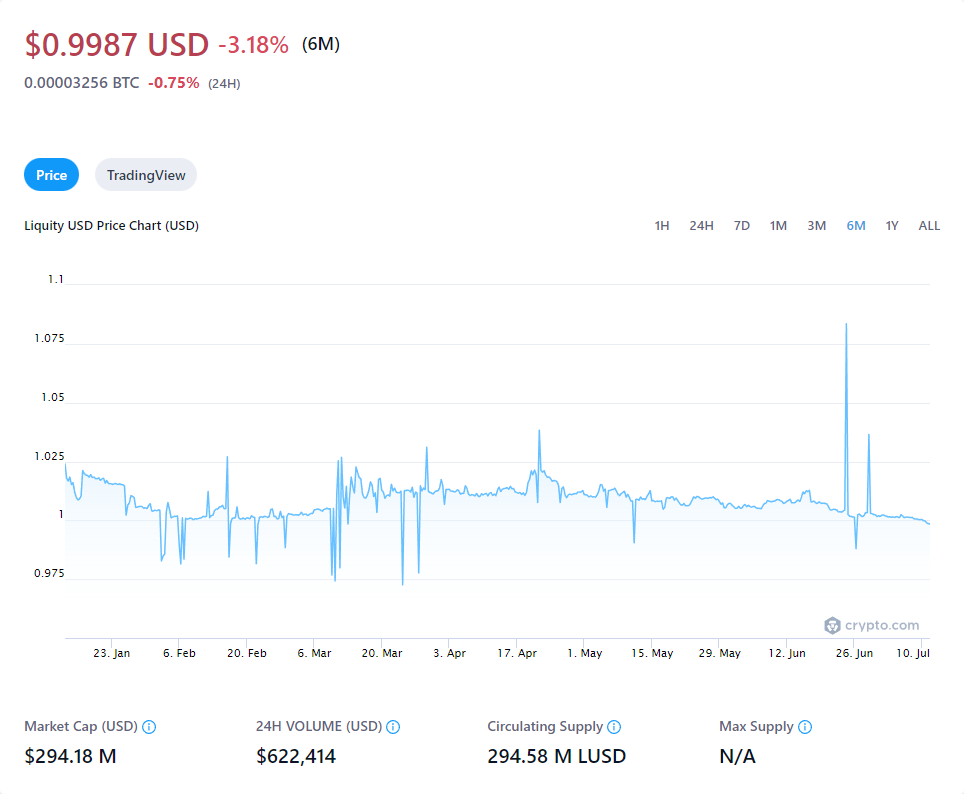 $0.9987 USD -3.18% (6M)
0.00003256 BTC -0.75% (24H)
Price TradingView
Liquity USD Price Chart (USD) 1H 24H 7D 1M 3M 6M 1Y ALL
1.1
1.075
1.05
1.025
1
0.975
crypto.com
23. Jan 6. Feb 20. Feb 6. Mar 20. Mar 3. Apr 17. Apr 1. May 15. May 29. May 12. Jun 26. Jun 10. Jul
Market Cap (USD) 24H VOLUME (USD) Circulating Supply Max Supply
$294.18 M $622,414 294.58 M LUSD N/A